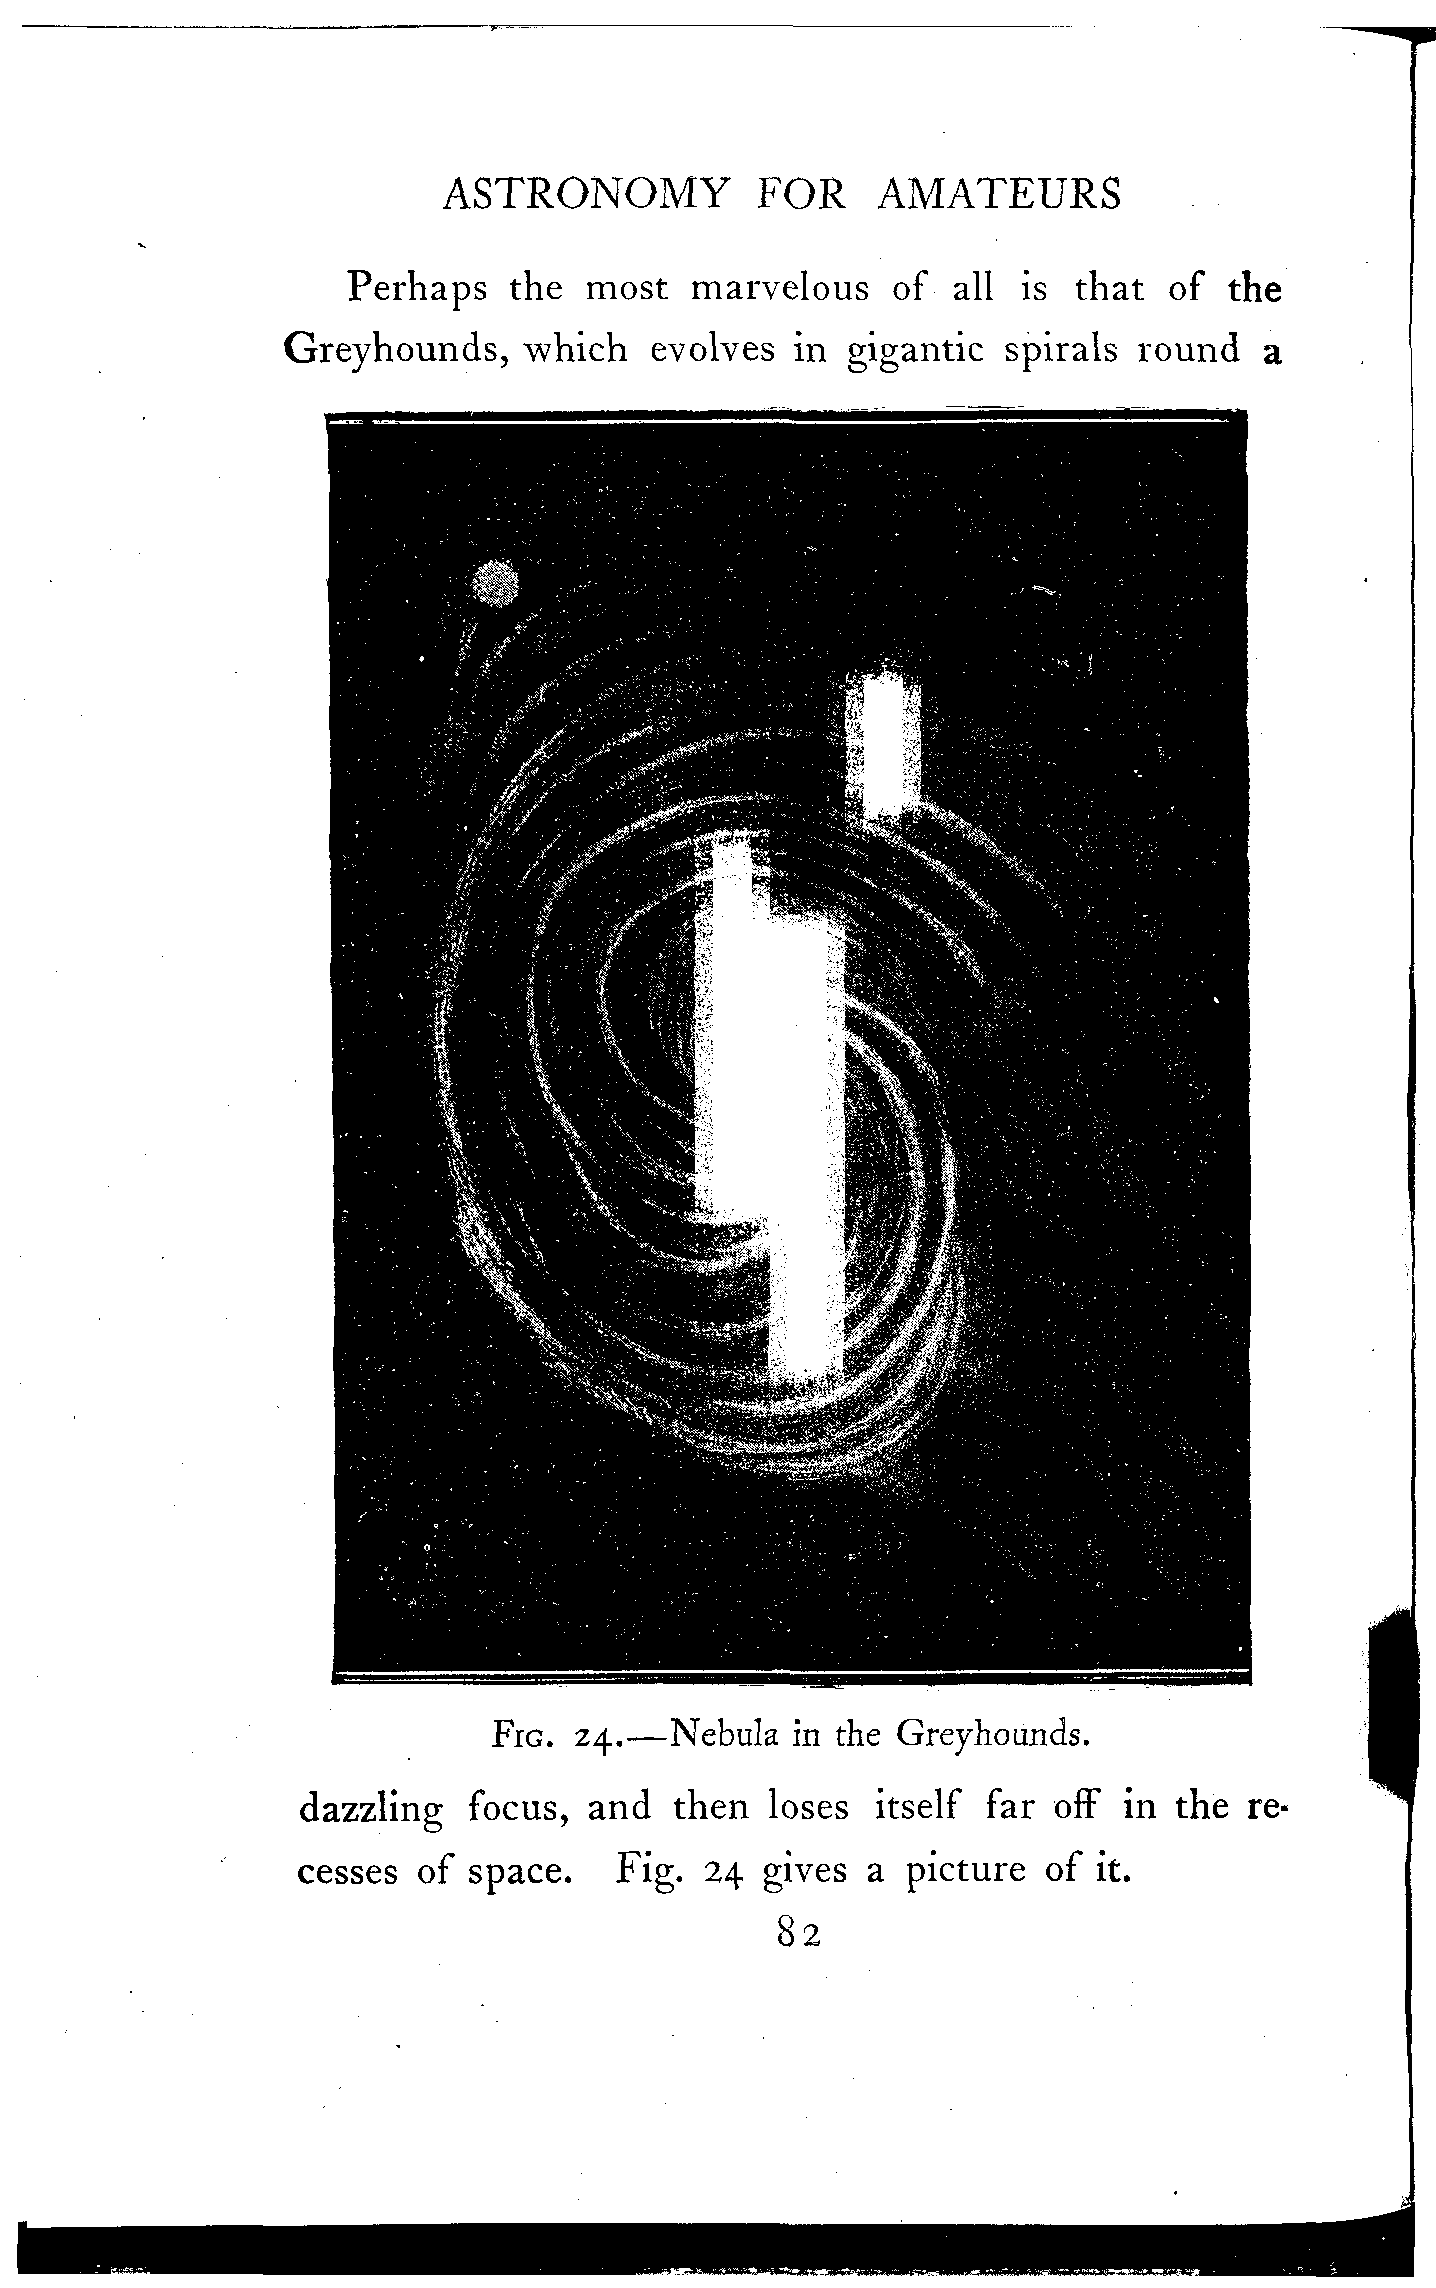 ASTRONOMY FOR AMATEURS
Perhaps the most marvelous of all is that of the
Greyhounds, which evolves in gigantic spirals round a
Fig. 24.—Nebula in the Greyhounds.
dazzling focus, and then loses itself far off in the re-
cesses of space. Fig. 24 gives a picture of it.
82